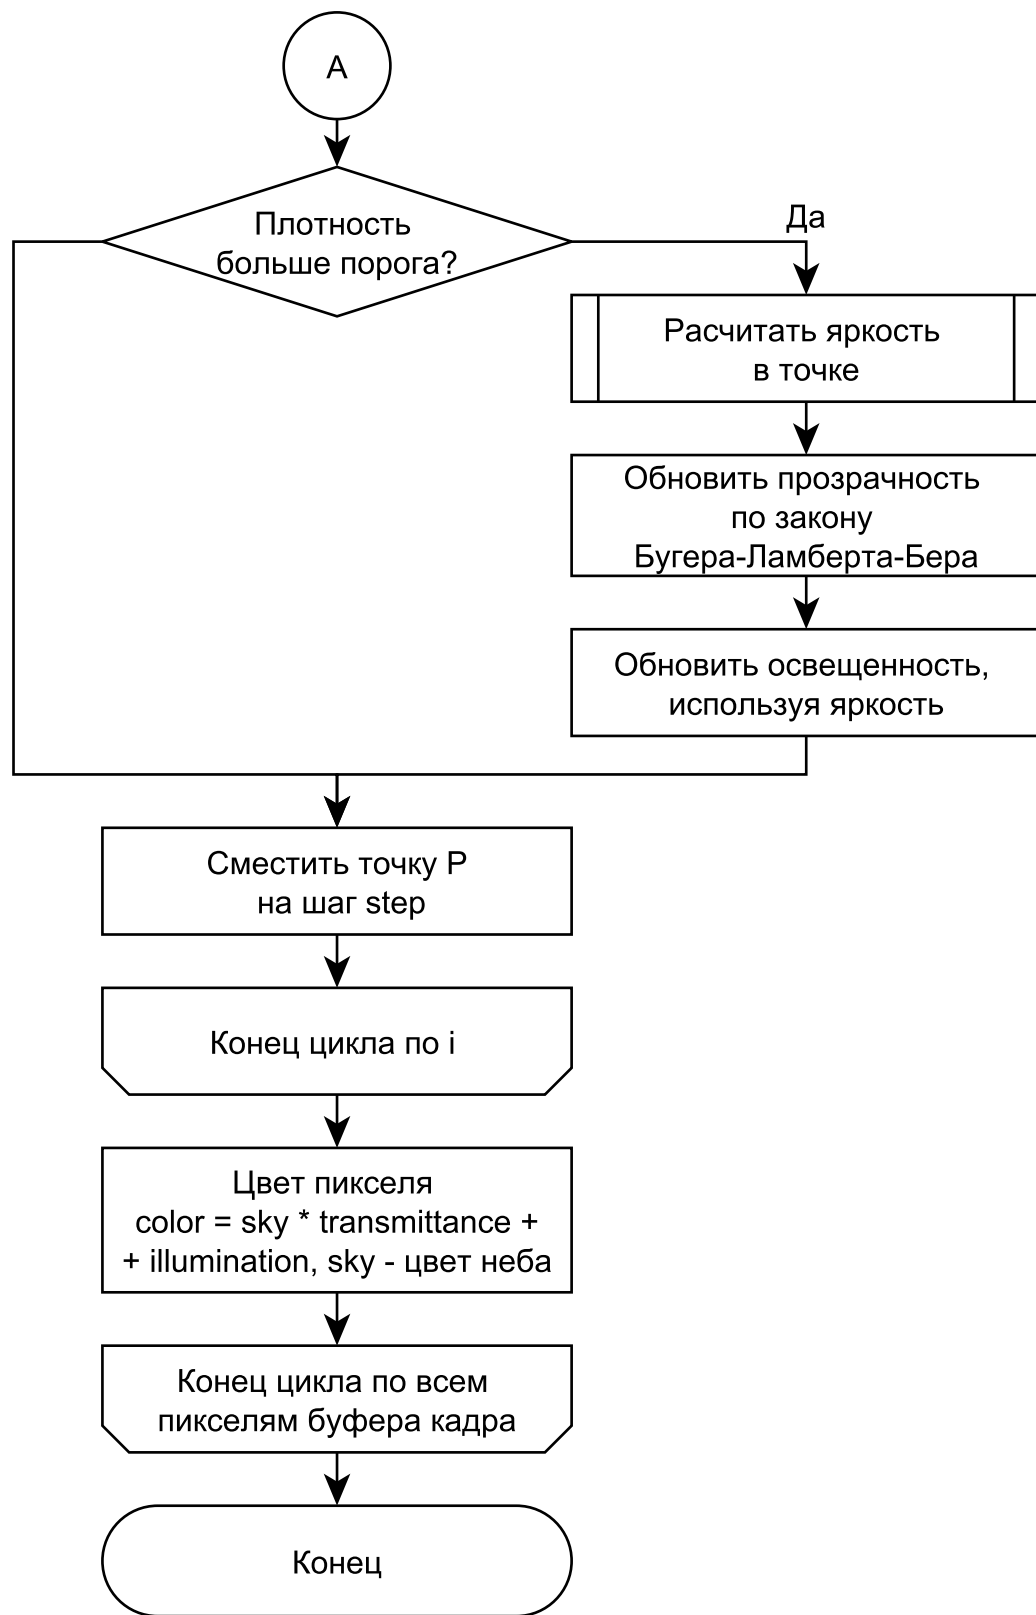 А
Плотность
больше порога?
Да
Расчитать яркость
в точке
Обновить прозрачность
по закону
Бугера-Ламберта-Бера
Обновить освещенность,
используя яркость
Сместить точку P
на шаг step
Конец цикла по i
Цвет пикселя
color = sky * transmittance +
+ illumination, sky - цвет неба
Конец цикла по всем
пикселям буфера кадра
Конец